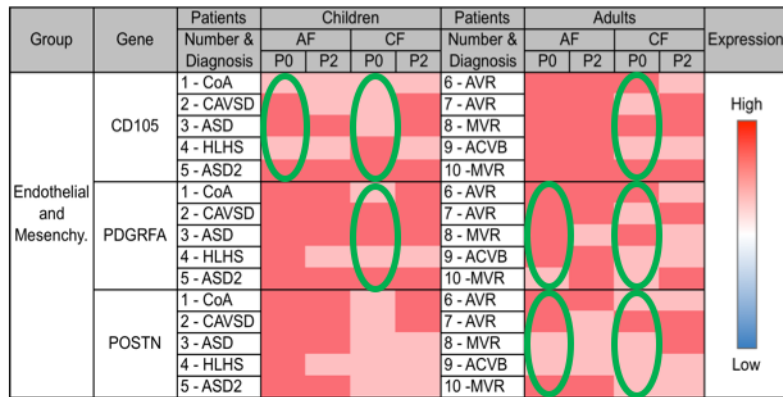 Group Gene Patients Number & Diagnosis Children Patients Number & Diagnosis Adults Expression
AF CF AF CF
P0 P2 P0 P2 P0 P2 P0 P2
Endothelial and Mesenchy.
CD105
1 - CoA 6 - AVR
2 - CAVSD 7 - AVR
3 - ASD 8 - MVR
4 - HLHS 9 - ACVB
5 - ASD2 10 -MVR
PDGRFA
1 - CoA 6 - AVR
2 - CAVSD 7 - AVR
3 - ASD 8 - MVR
4 - HLHS 9 - ACVB
5 - ASD2 10 -MVR
POSTN
1 - CoA 6 - AVR
2 - CAVSD 7 - AVR
3 - ASD 8 - MVR
4 - HLHS 9 - ACVB
5 - ASD2 10 -MVR
High
Low